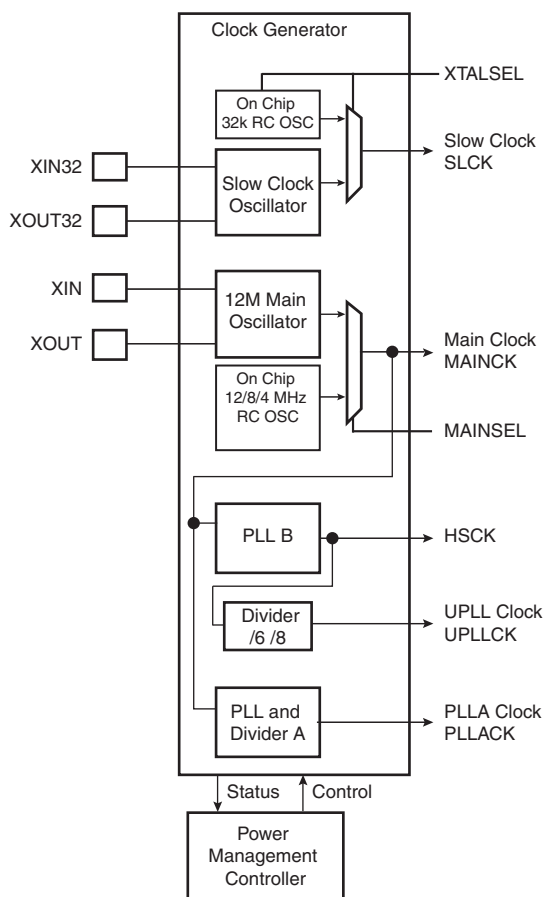 Clock Generator
XTALSEL
On Chip
32k RC OSC
Slow Clock
SLCK
XIN32
Slow Clock
Oscillator
XOUT32
XIN
12M Main
Oscillator
XOUT
Main Clock
MAINCK
On Chip
12/8/4 MHz
RC OSC
MAINSEL
PLL B
HSCK
Divider
/6 /8
UPLL Clock
UPLLCK
PLL and
Divider A
PLLA Clock
PLLACK
Status
Control
Power
Management
Controller